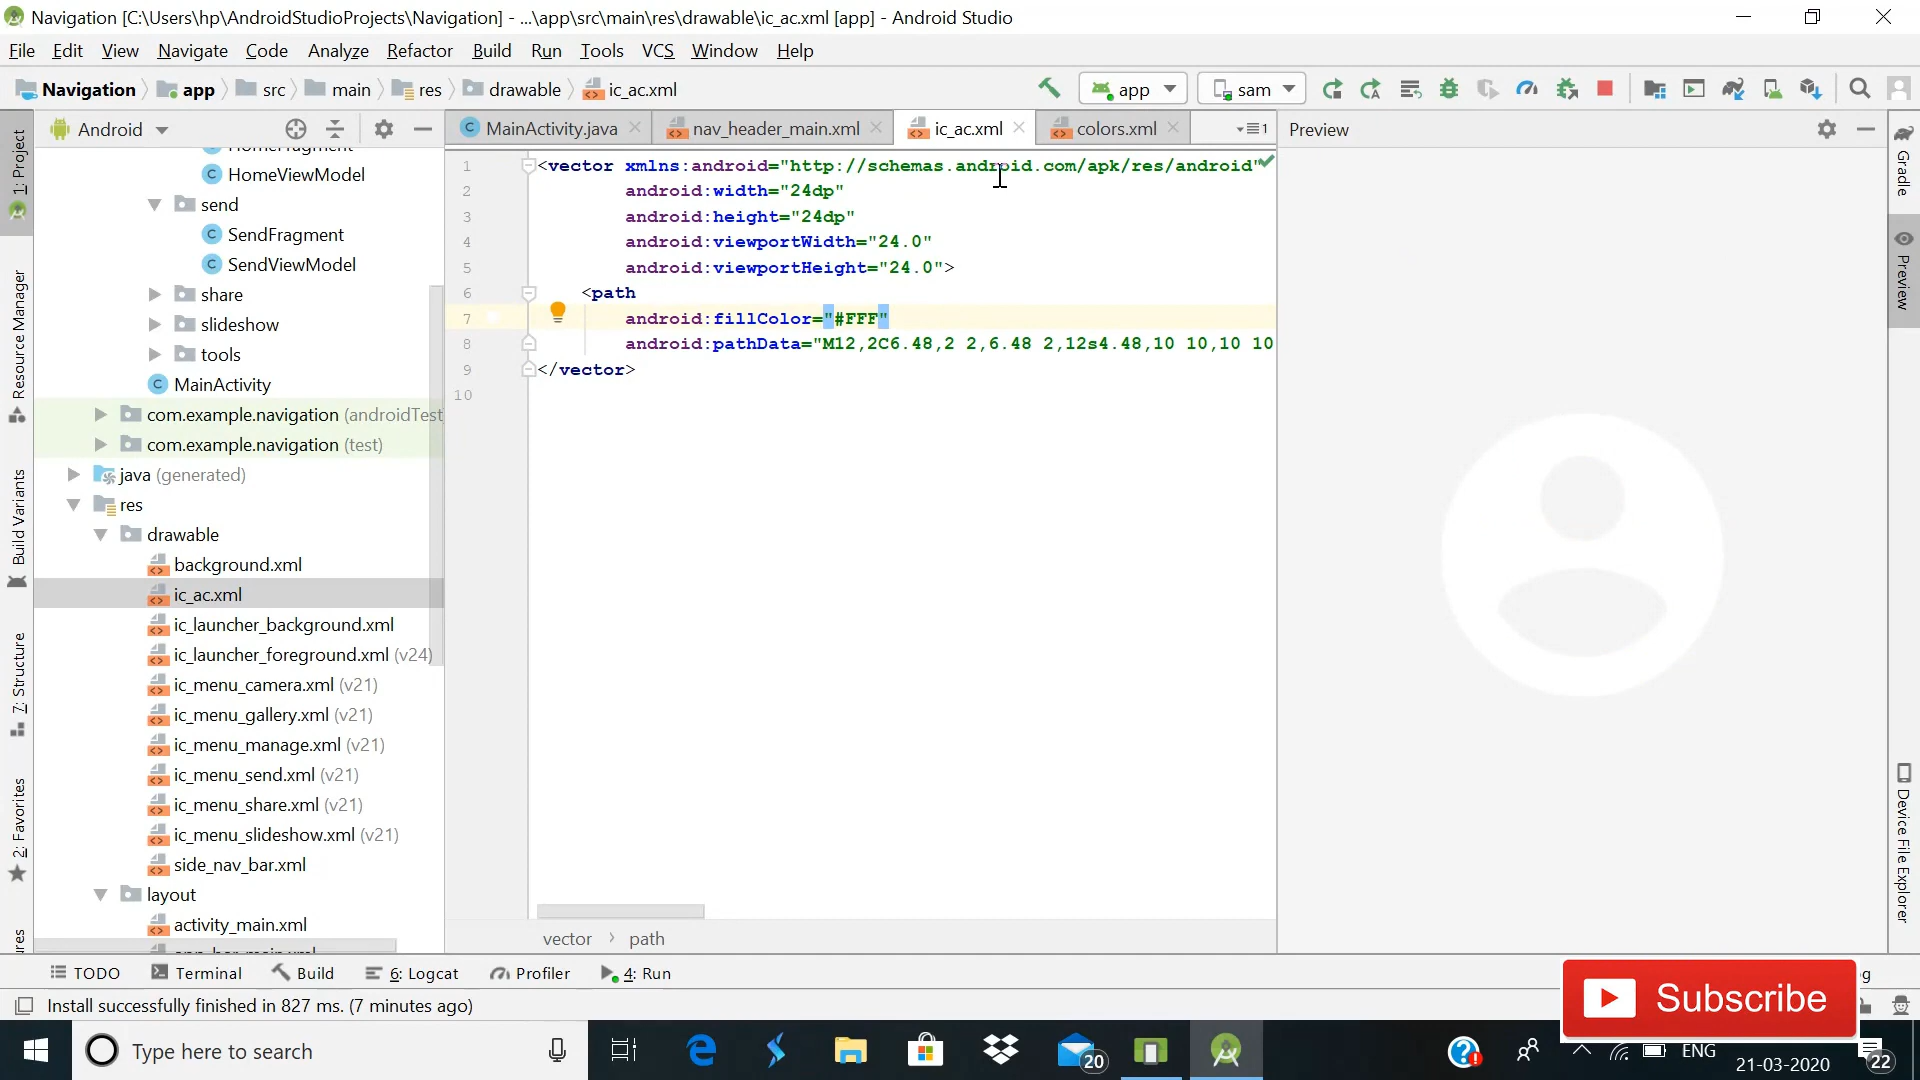 Navigation [C:\Users\hp\AndroidStudioProjects\Navigation] - ...\app\src\main\res\drawable\ic_ac.xml [app] - Android Studio
File Edit View Navigate Code Analyze Refactor Build Run Tools VCS Window Help
Navigation app src main res drawable ic_ac.xml app sam
1: Project
Resource Manager
Build Variants
7: Structure
2: Favorites
Android
HomeFragment
HomeViewModel
send
SendFragment
SendViewModel
share
slideshow
tools
MainActivity
com.example.navigation (androidTest
com.example.navigation (test)
java (generated)
res
drawable
background.xml
ic_ac.xml
ic_launcher_background.xml
ic_launcher_foreground.xml (v24)
ic_menu_camera.xml (v21)
ic_menu_gallery.xml (v21)
ic_menu_manage.xml (v21)
ic_menu_send.xml (v21)
ic_menu_share.xml (v21)
ic_menu_slideshow.xml (v21)
side_nav_bar.xml
layout
activity_main.xml
MainActivity.java nav_header_main.xml ic_ac.xml colors.xml 1
1 <vector xmlns:android="http://schemas.android.com/apk/res/android"
2 android:width="24dp"
3 android:height="24dp"
4 android:viewportWidth="24.0"
5 android:viewportHeight="24.0">
6 <path
7 android:fillColor="#FFF"
8 android:pathData="M12,2C6.48,2 2,6.48 2,12s4.48,10 10,10 10
9 </vector>
10
vector path
Preview
Gradle
Preview
Device File Explorer
TODO Terminal Build 6: Logcat Profiler 4: Run
Install successfully finished in 827 ms. (7 minutes ago)
Subscribe
Type here to search
20
ENG
21-03-2020
22